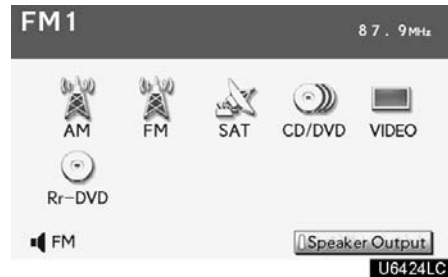 FM1
87.9MHz
AM FM SAT CD/DVD VIDEO
Rr-DVD
FM Speaker Output
U6424LC